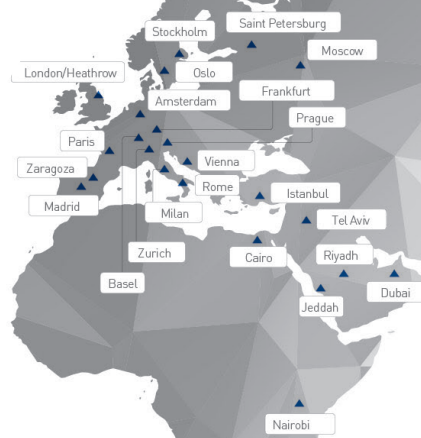 Saint Petersburg
Stockholm
Moscow
London/Heathrow
Oslo
Frankfurt
Amsterdam
Prague
Paris
Vienna
Zaragoza
Rome
Istanbul
Madrid
Milan
Tel Aviv
Zurich
Cairo
Riyadh
Basel
Dubai
Jeddah
Nairobi